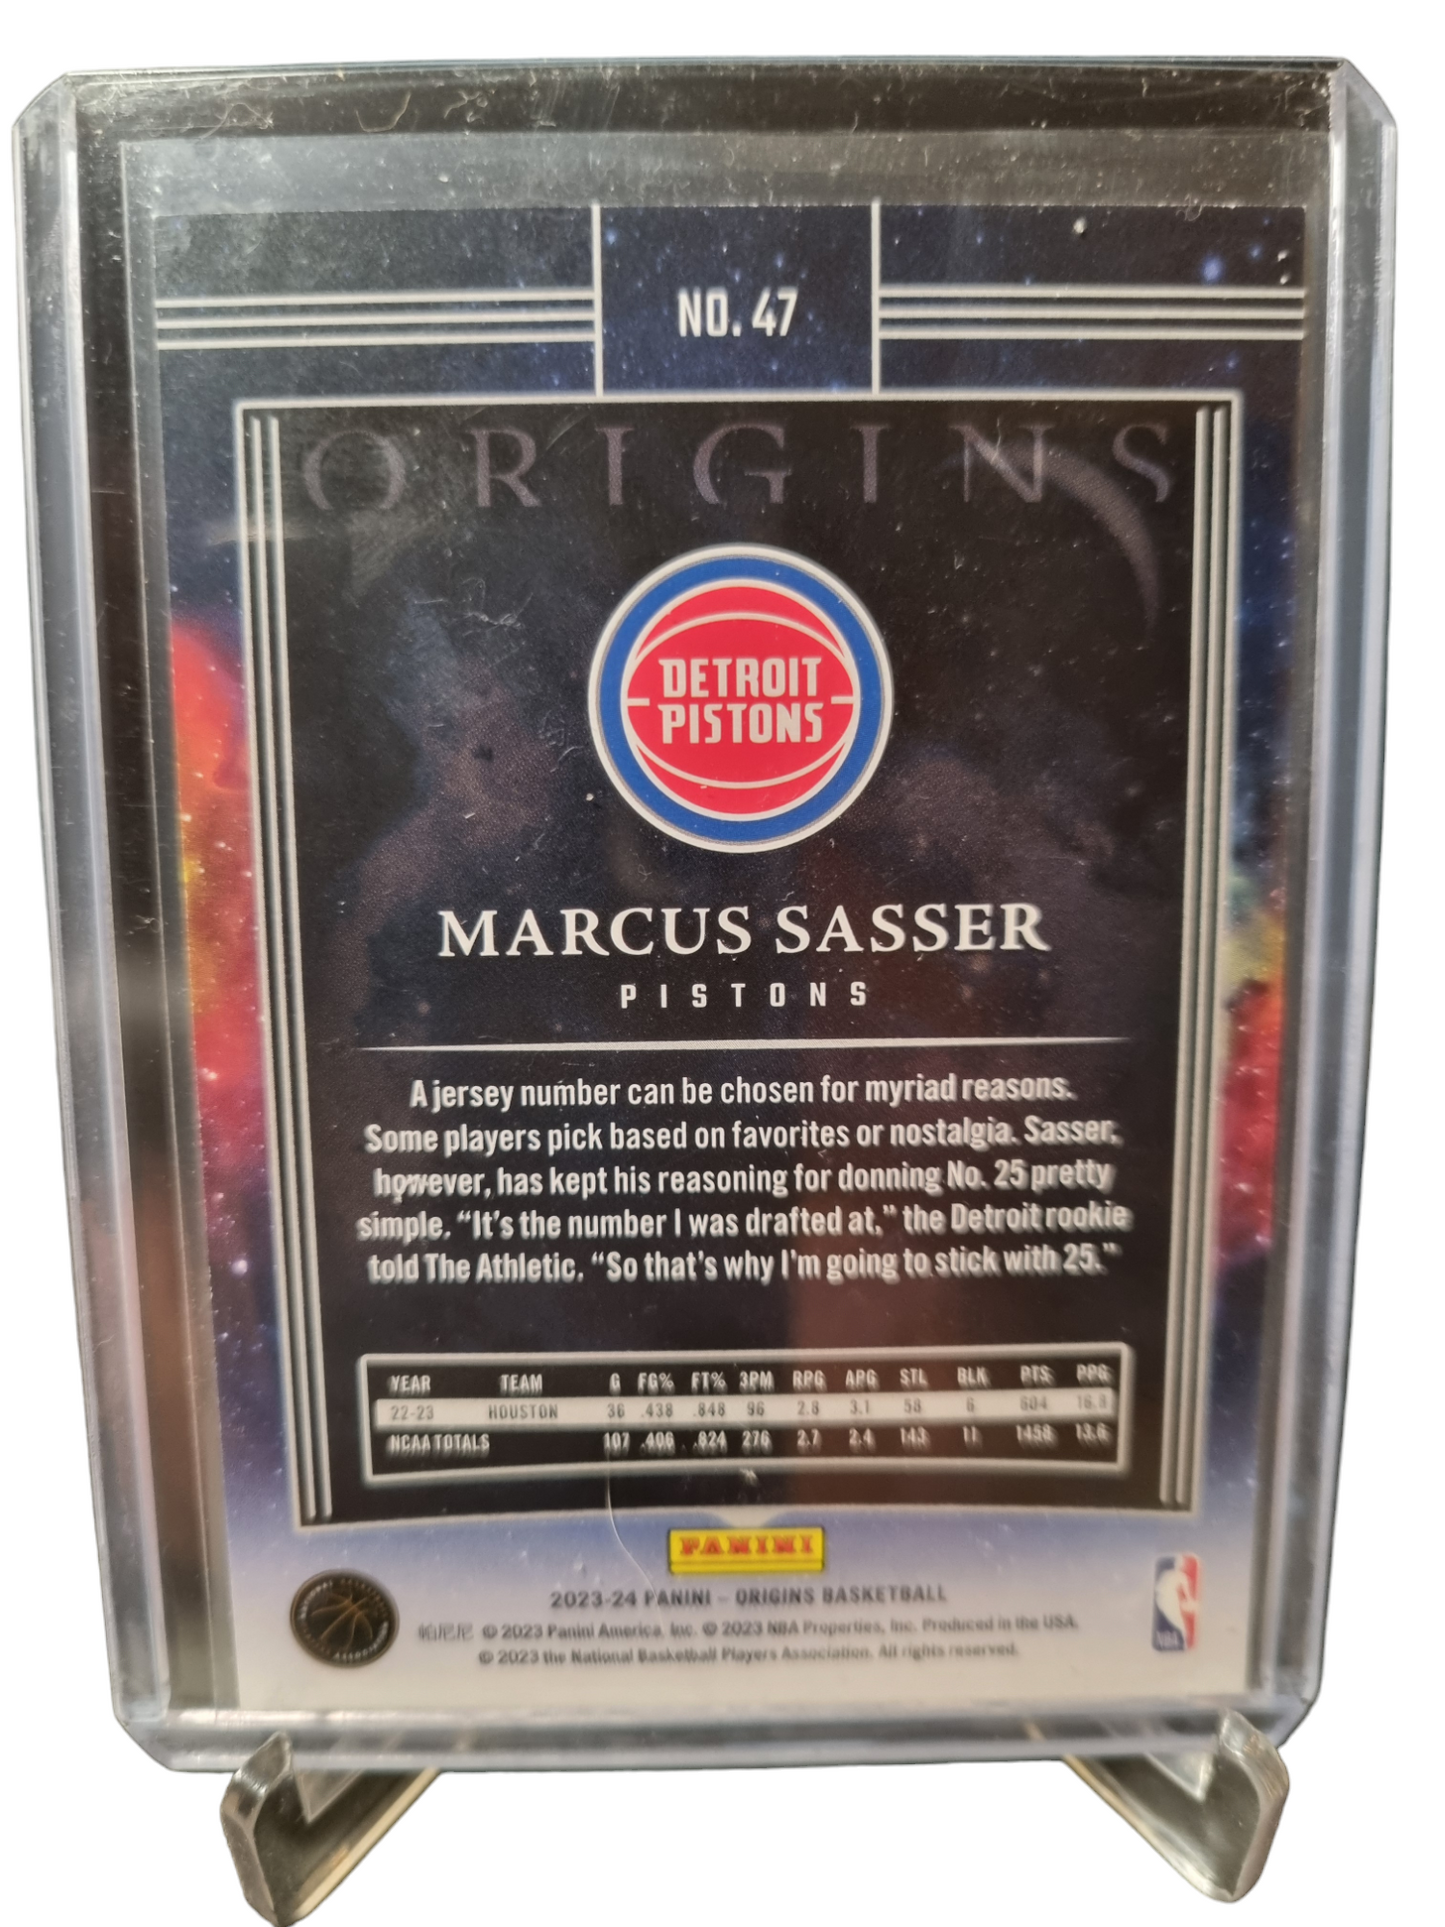 NO. 47
ORIGINS
DETROIT
PISTONS
MARCUS SASSER
PISTONS
A jersey number can be chosen for myriad reasons.
Some players pick based on favorites or nostalgia. Sasser,
however, has kept his reasoning for donning No. 25 pretty
simple. “It's the number I was drafted at,” the Detroit rookie
told The Athletic. “So that's why I'm going to stick with 25.”
YEAR TEAM G FG% FT% 3PM RPG APG STL BLK PTS PPG
22-23 HOUSTON 36 .438 .848 96 2.8 3.1 58 6 604 16.8
NCAA TOTALS 107 .406 .824 276 2.7 2.4 143 11 1458 13.6
PANINI
2023-24 PANINI – ORIGINS BASKETBALL
帕尼尼 © 2023 Panini America, Inc. © 2023 NBA Properties, Inc. Produced in the USA.
© 2023 the National Basketball Players Association. All rights reserved.
NBA